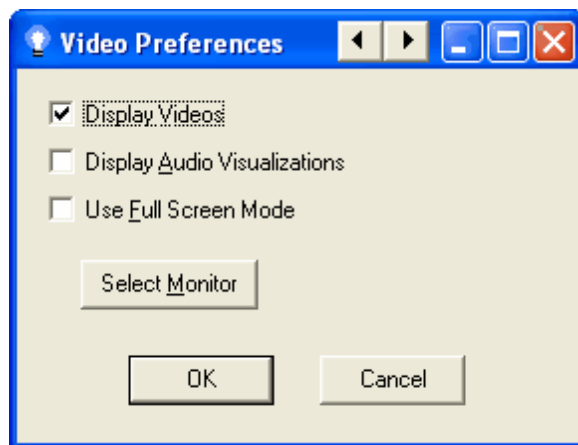 Video Preferences
Display Videos
Display Audio Visualizations
Use Full Screen Mode
Select Monitor
OK Cancel